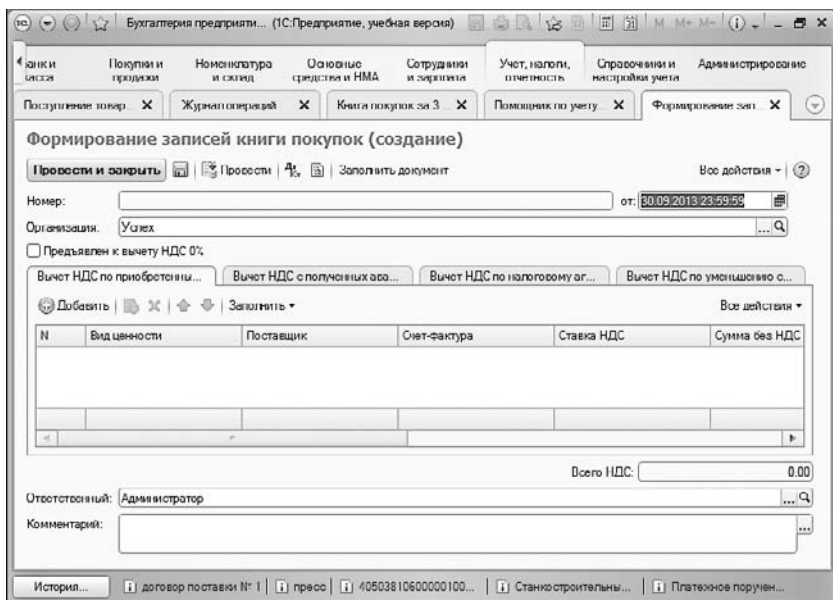 Бухгалтерия предприяти... (1С:Предприятие, учебная версия) M M+ M-
Покупки и продажи Номенклатура и склад Основные средства и НМА Сотрудники и зарплата Учет, налоги, отчетность Справочники и настройки учета Администрирование
Поступление товар... Журнал операций Книга покупок за 3 ... Помощник по учету... Формирование зап...
Формирование записей книги покупок (создание)
Провести и закрыть Провести Заполнить документ Все действия
Номер: от: 30.09.2013 23:59:59
Организация: Успех
Предъявлен к вычету НДС 0%
Вычет НДС по приобретенны... Вычет НДС с полученных ава... Вычет НДС по налоговому аг... Вычет НДС по уменьшению с...
Добавить Заполнить Все действия
N Вид ценности Поставщик Счет-фактура Ставка НДС Сумма без НДС
Всего НДС: 0.00
Ответственный: Администратор
Комментарий:
История... договор поставки № 1 пресс 40503810600000100... Станкостроительны... Платежное поручен...